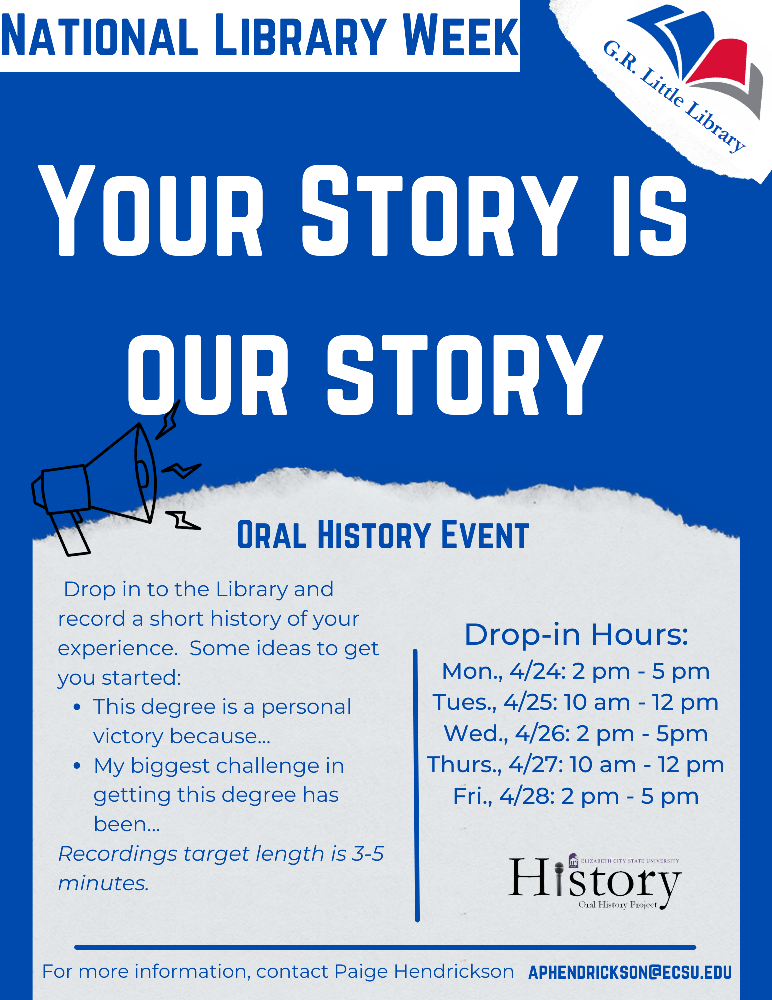 National Library Week
G.R. Little Library
Your Story is
our story
Oral History Event
Drop in to the Library and
record a short history of your
experience.  Some ideas to get
you started:
• This degree is a personal
victory because...
• My biggest challenge in
getting this degree has
been...
Recordings target length is 3-5
minutes.
Drop-in Hours:
Mon., 4/24: 2 pm - 5 pm
Tues., 4/25: 10 am - 12 pm
Wed., 4/26: 2 pm - 5pm
Thurs., 4/27: 10 am - 12 pm
Fri., 4/28: 2 pm - 5 pm
ELIZABETH CITY STATE UNIVERSITY
History
Oral History Project
For more information, contact Paige Hendrickson APHENDRICKSON@ECSU.EDU